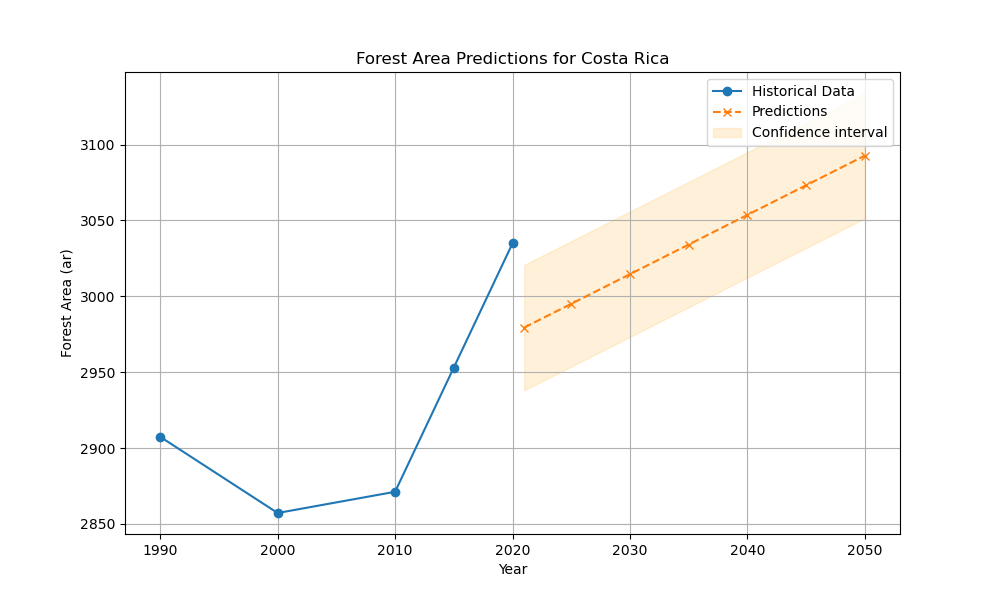 Forest Area Predictions for Costa Rica
Historical Data
Predictions
Confidence interval
Forest Area (ar)
3100
3050
3000
2950
2900
2850
1990 2000 2010 2020 2030 2040 2050
Year